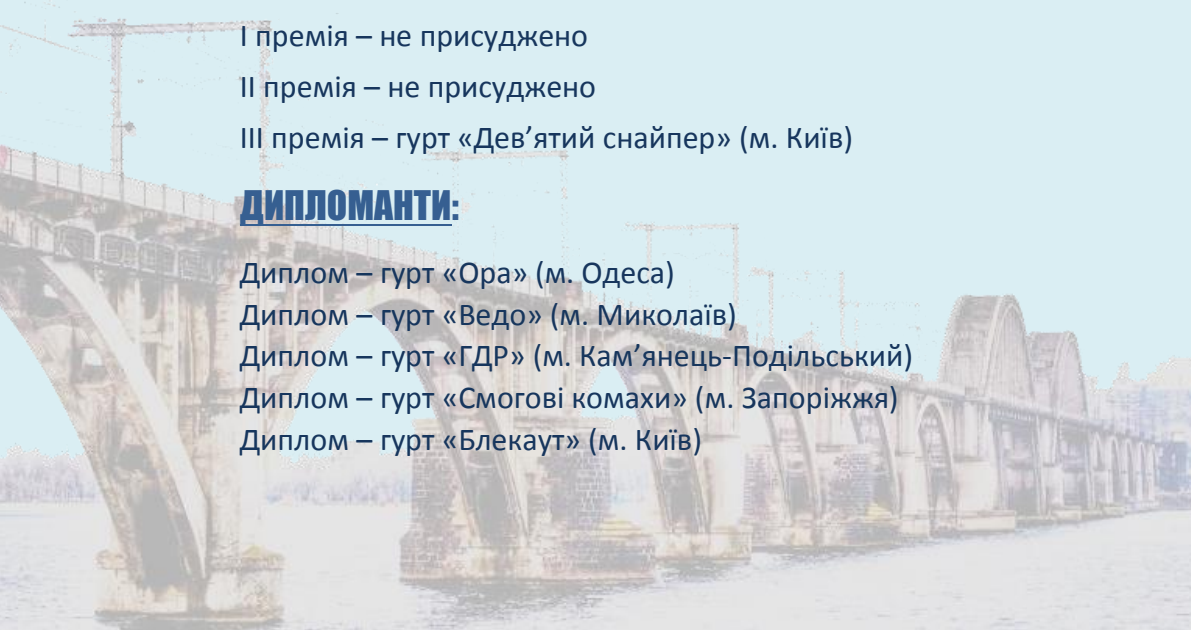 І премія – не присуджено
ІІ премія – не присуджено
ІІІ премія – гурт «Дев’ятий снайпер» (м. Київ)
ДИПЛОМАНТИ:
Диплом – гурт «Ора» (м. Одеса)
Диплом – гурт «Ведо» (м. Миколаїв)
Диплом – гурт «ГДР» (м. Кам’янець-Подільський)
Диплом – гурт «Смогові комахи» (м. Запоріжжя)
Диплом – гурт «Блекаут» (м. Київ)